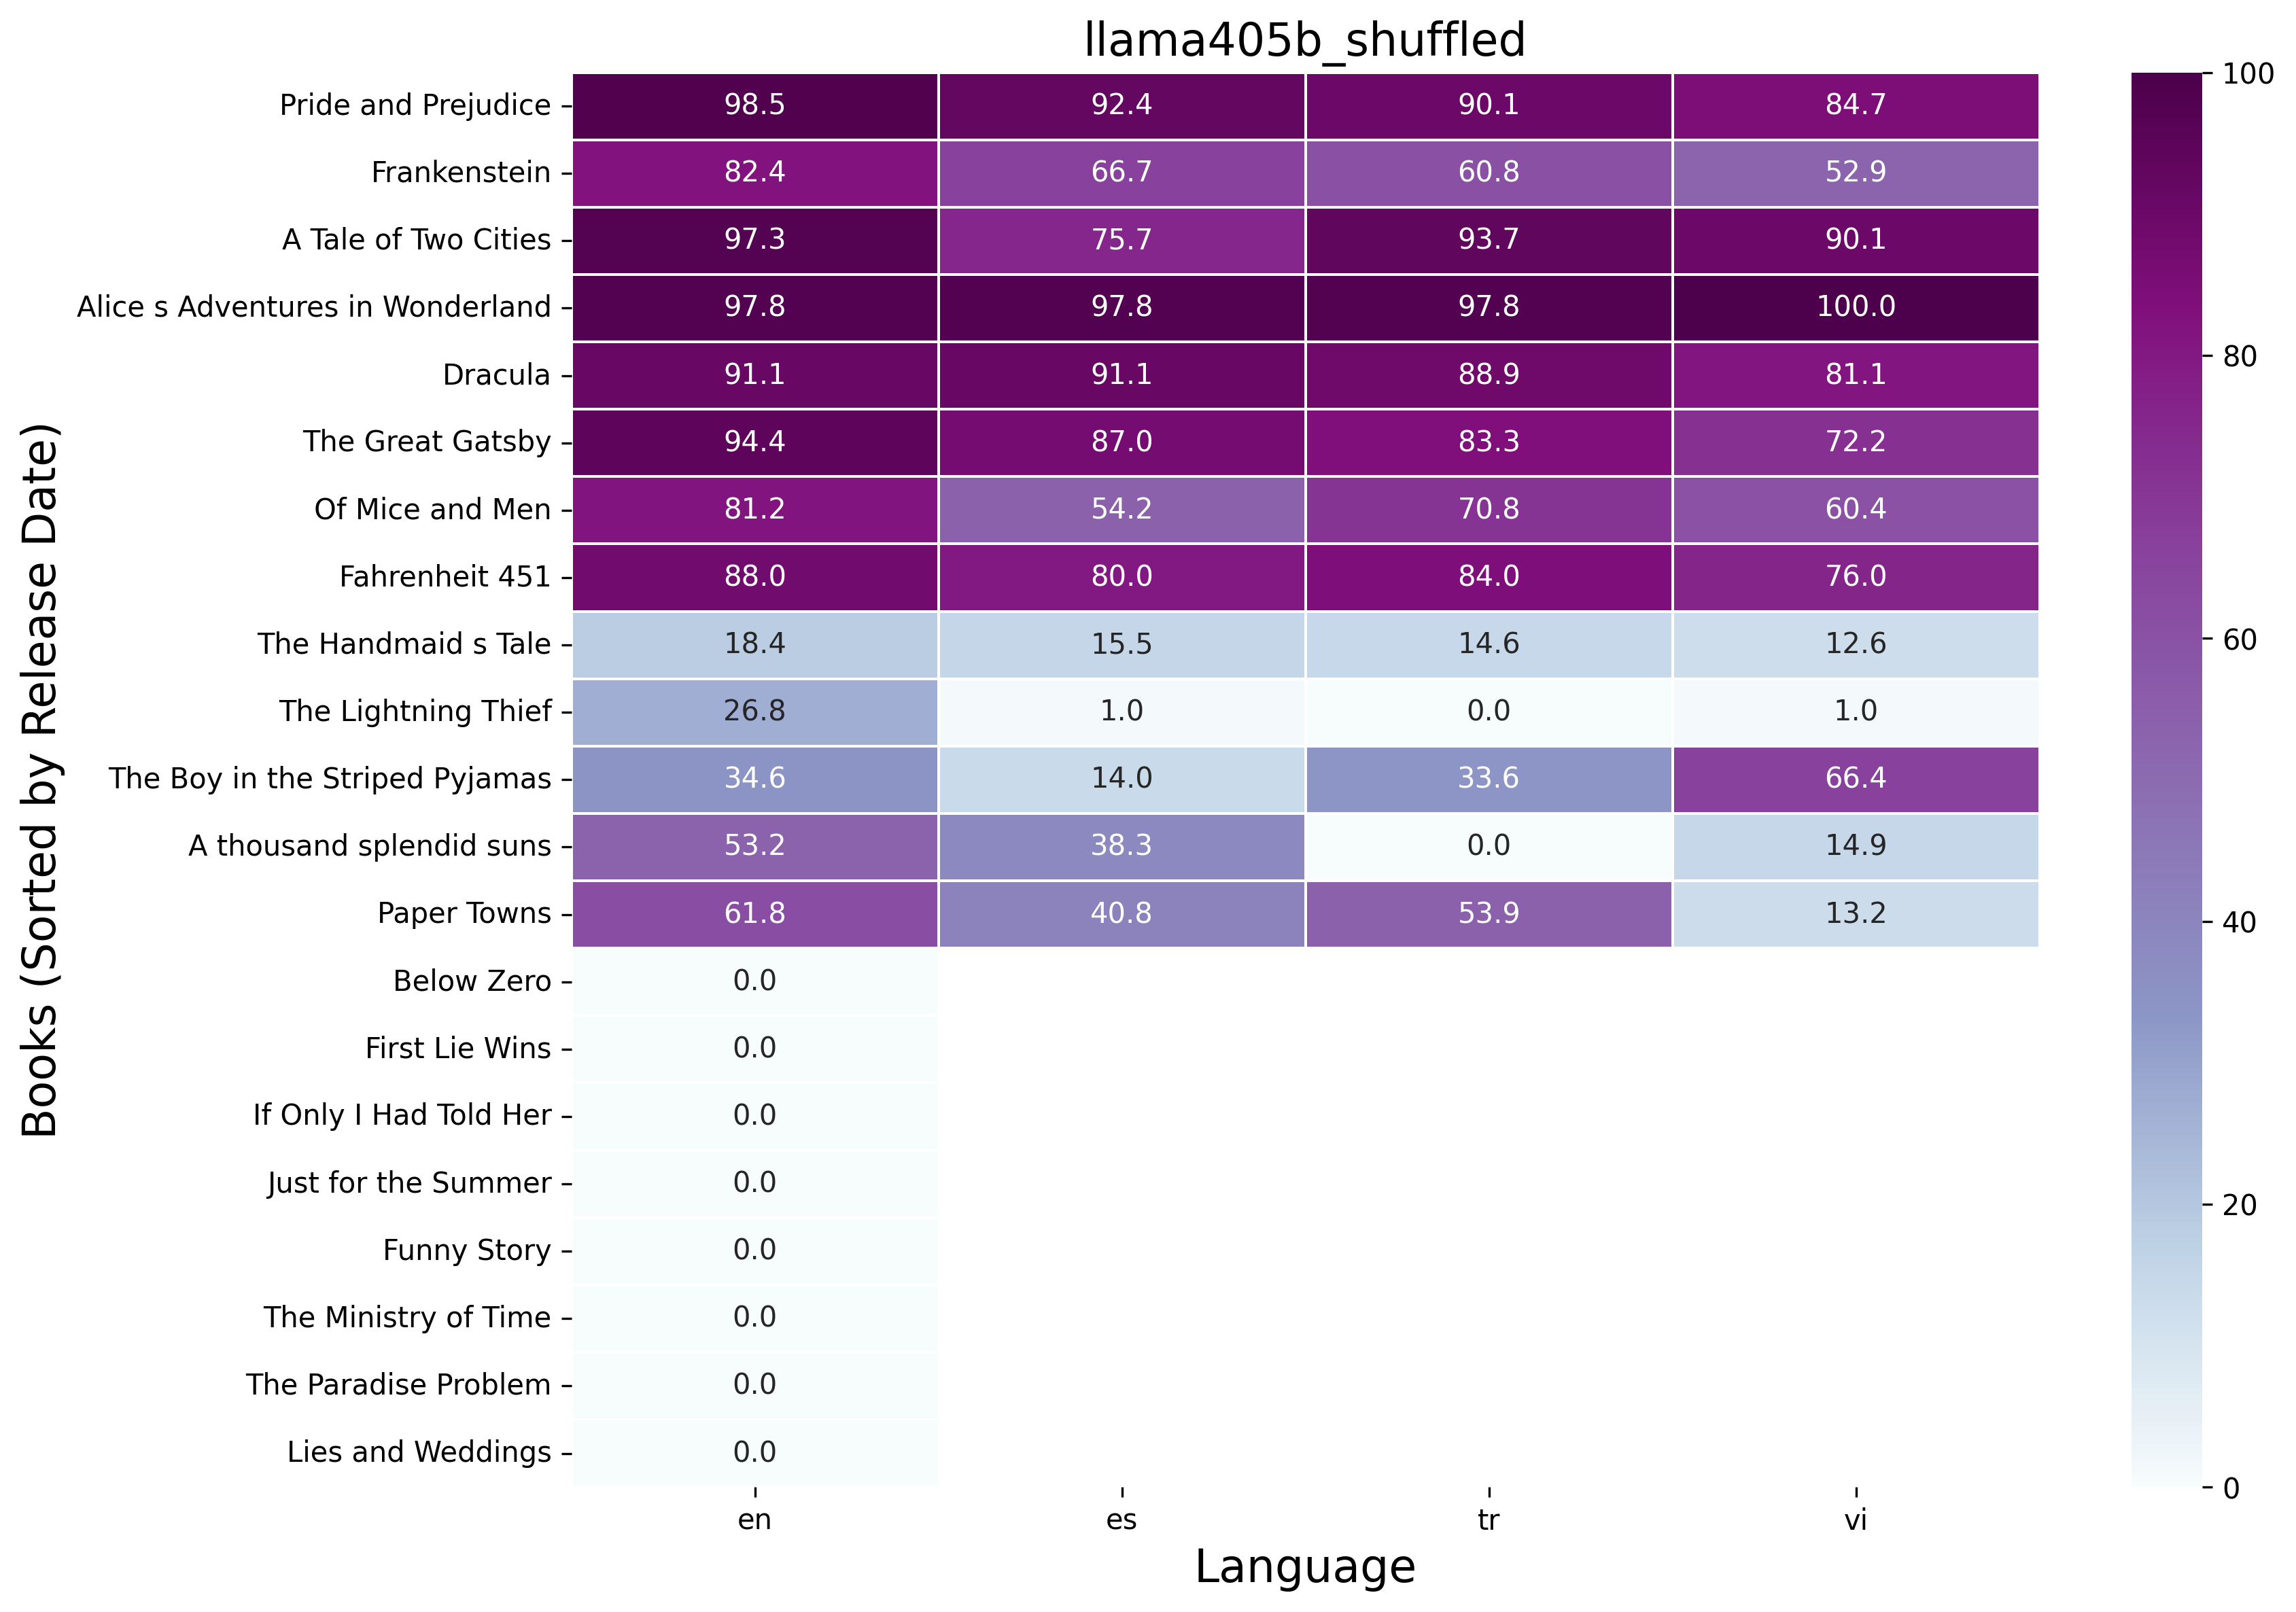 llama405b_shuffled
Books (Sorted by Release Date)
Pride and Prejudice 98.5 92.4 90.1 84.7
Frankenstein 82.4 66.7 60.8 52.9
A Tale of Two Cities 97.3 75.7 93.7 90.1
Alice s Adventures in Wonderland 97.8 97.8 97.8 100.0
Dracula 91.1 91.1 88.9 81.1
The Great Gatsby 94.4 87.0 83.3 72.2
Of Mice and Men 81.2 54.2 70.8 60.4
Fahrenheit 451 88.0 80.0 84.0 76.0
The Handmaid s Tale 18.4 15.5 14.6 12.6
The Lightning Thief 26.8 1.0 0.0 1.0
The Boy in the Striped Pyjamas 34.6 14.0 33.6 66.4
A thousand splendid suns 53.2 38.3 0.0 14.9
Paper Towns 61.8 40.8 53.9 13.2
Below Zero 0.0
First Lie Wins 0.0
If Only I Had Told Her 0.0
Just for the Summer 0.0
Funny Story 0.0
The Ministry of Time 0.0
The Paradise Problem 0.0
Lies and Weddings 0.0
en es tr vi
Language
100
80
60
40
20
0